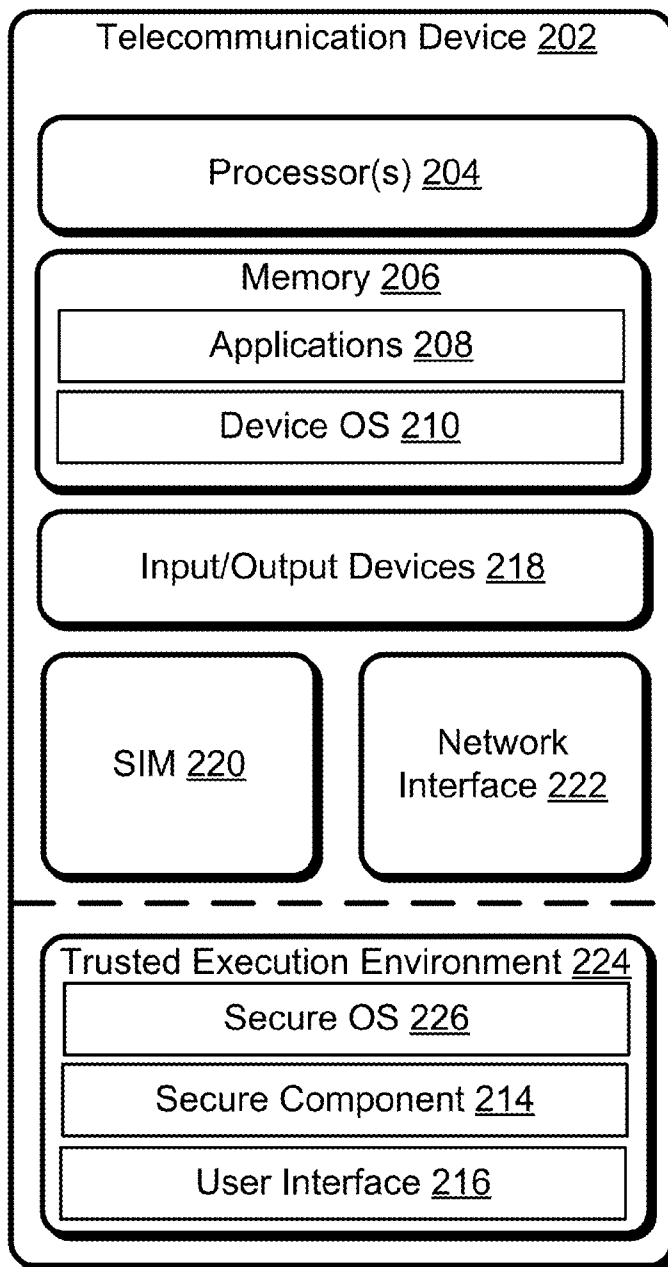 Telecommunication Device 202
Processor(s) 204
Memory 206
Applications 208
Device OS 210
Input/Output Devices 218
SIM 220
Network
Interface 222
Trusted Execution Environment 224
Secure OS 226
Secure Component 214
User Interface 216